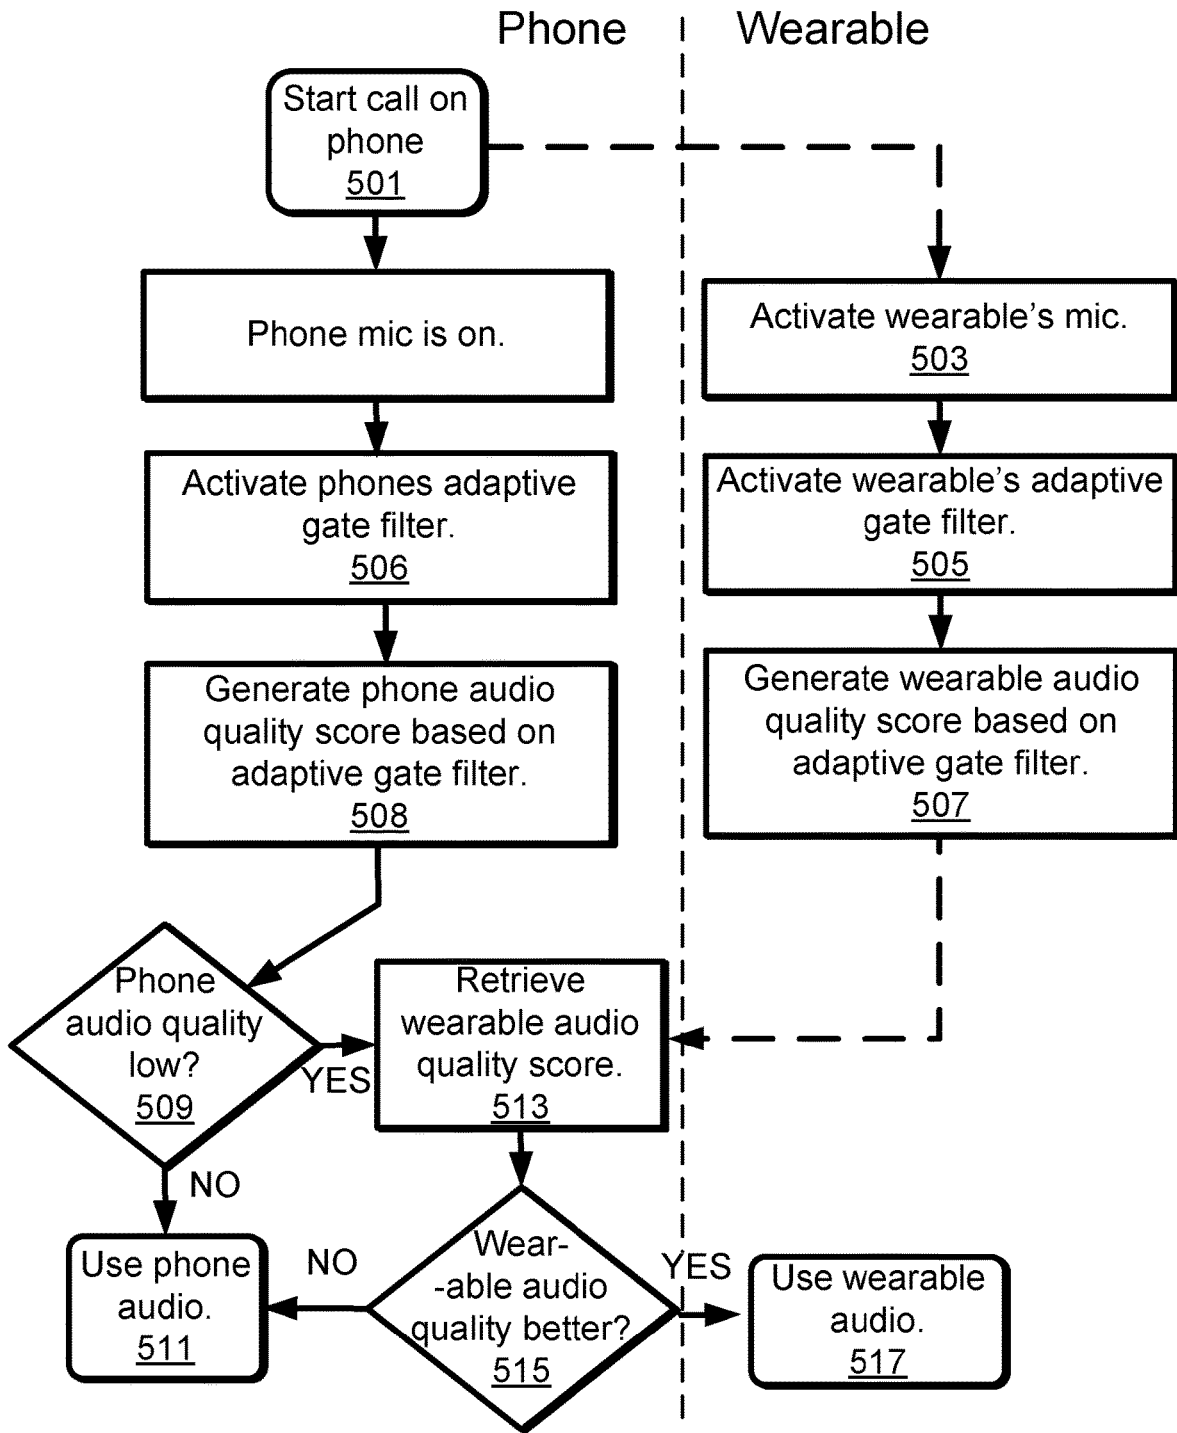 Phone
Wearable
Start call on
phone
501
Phone mic is on.
Activate wearable's mic.
503
Activate phones adaptive
gate filter.
506
Activate wearable's adaptive
gate filter.
505
Generate phone audio
quality score based on
adaptive gate filter.
508
Generate wearable audio
quality score based on
adaptive gate filter.
507
Phone
audio quality
low?
509
YES
Retrieve
wearable audio
quality score.
513
NO
Use phone
audio.
511
NO
Wear-
-able audio
quality better?
515
YES
Use wearable
audio.
517